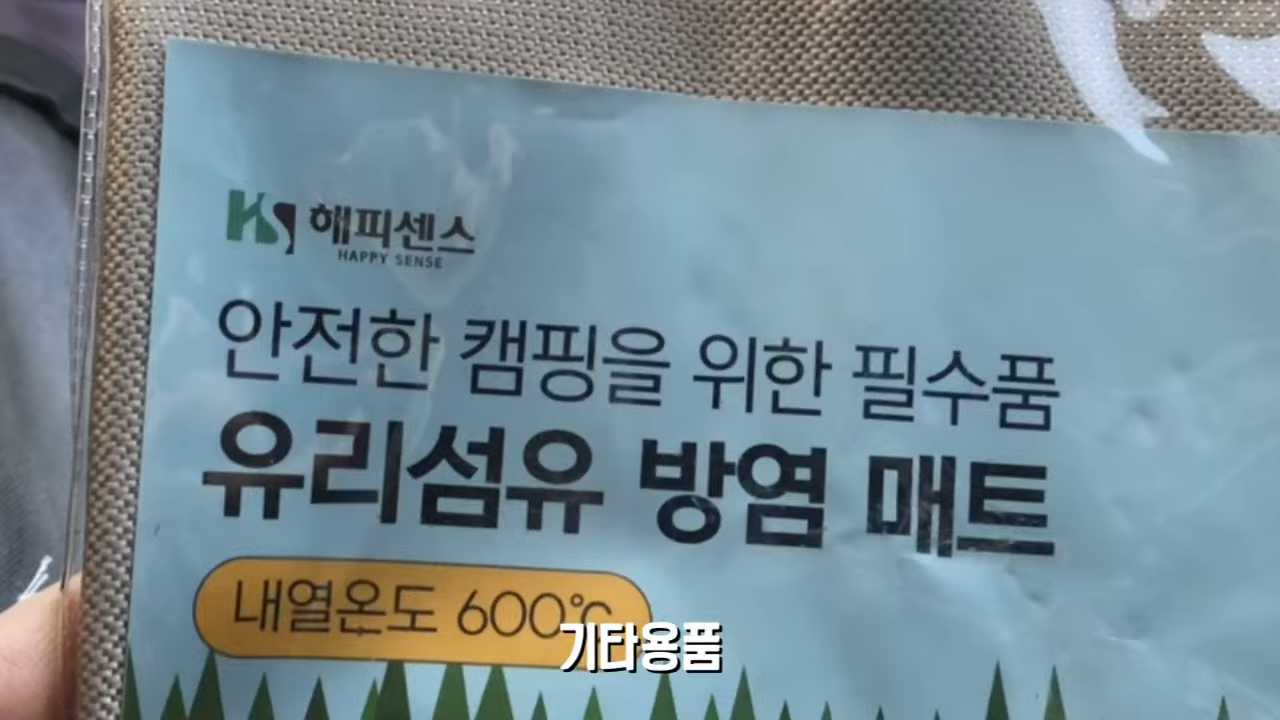 KS 해피센스
HAPPY SENSE
안전한 캠핑을 위한 필수품
유리섬유 방염 매트
내열온도 600℃
기타용품